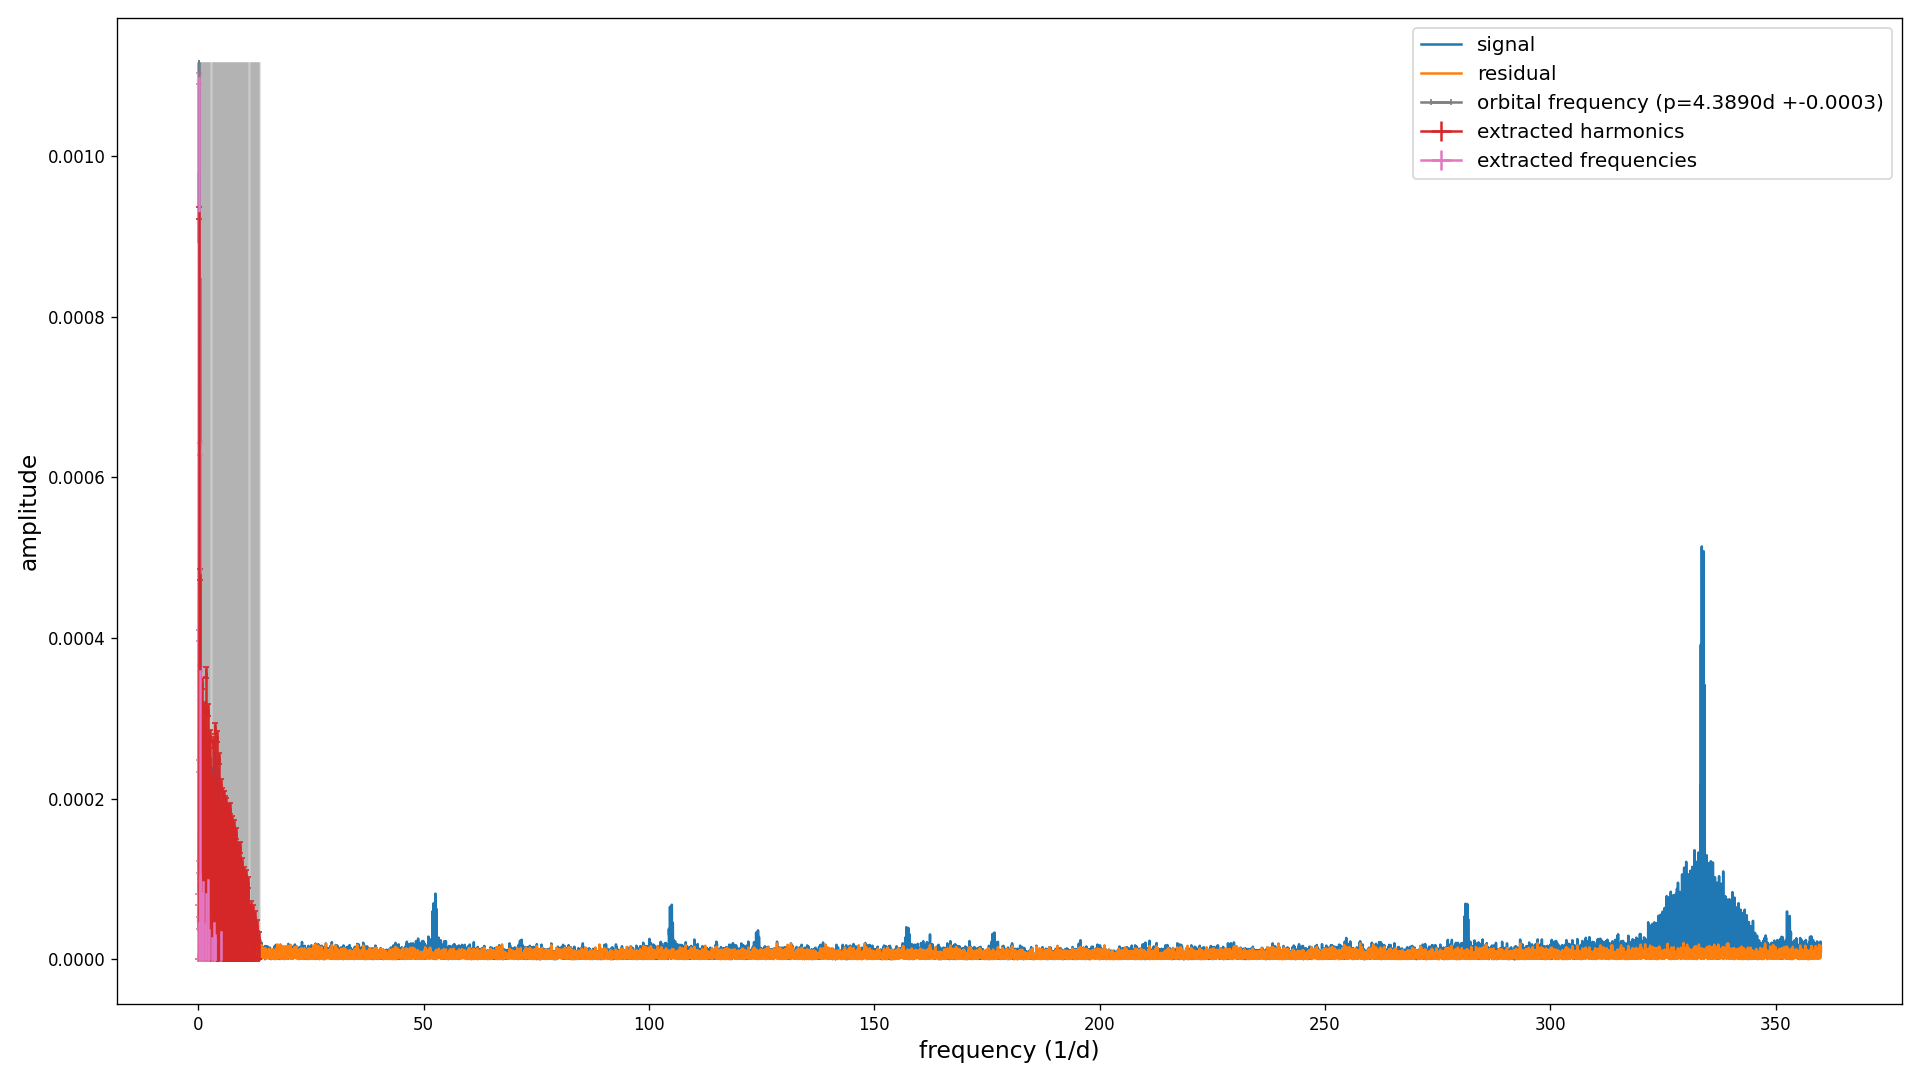 signal
residual
orbital frequency (p=4.3890d +-0.0003)
extracted harmonics
extracted frequencies
amplitude
0.0010
0.0008
0.0006
0.0004
0.0002
0.0000
0 50 100 150 200 250 300 350
frequency (1/d)